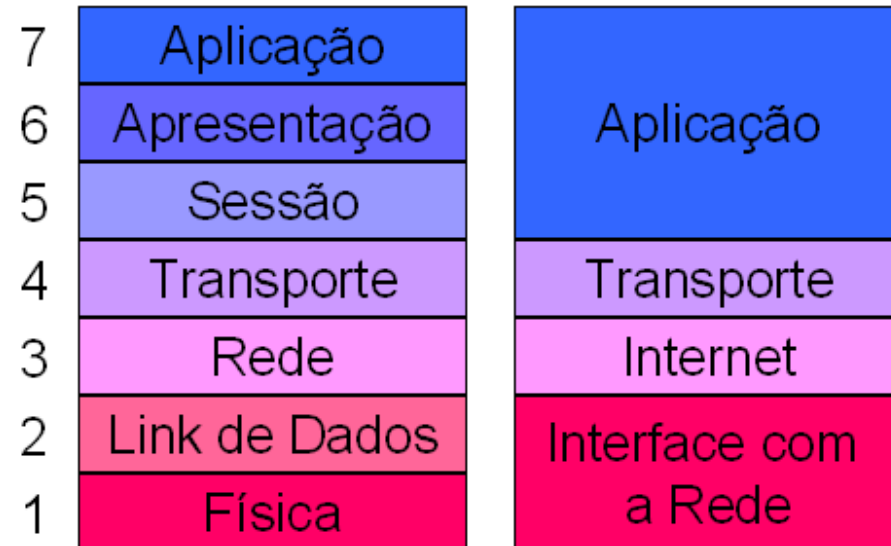 7 Aplicação
6 Apresentação
5 Sessão
4 Transporte
3 Rede
2 Link de Dados
1 Física
Aplicação
Transporte
Internet
Interface com
a Rede